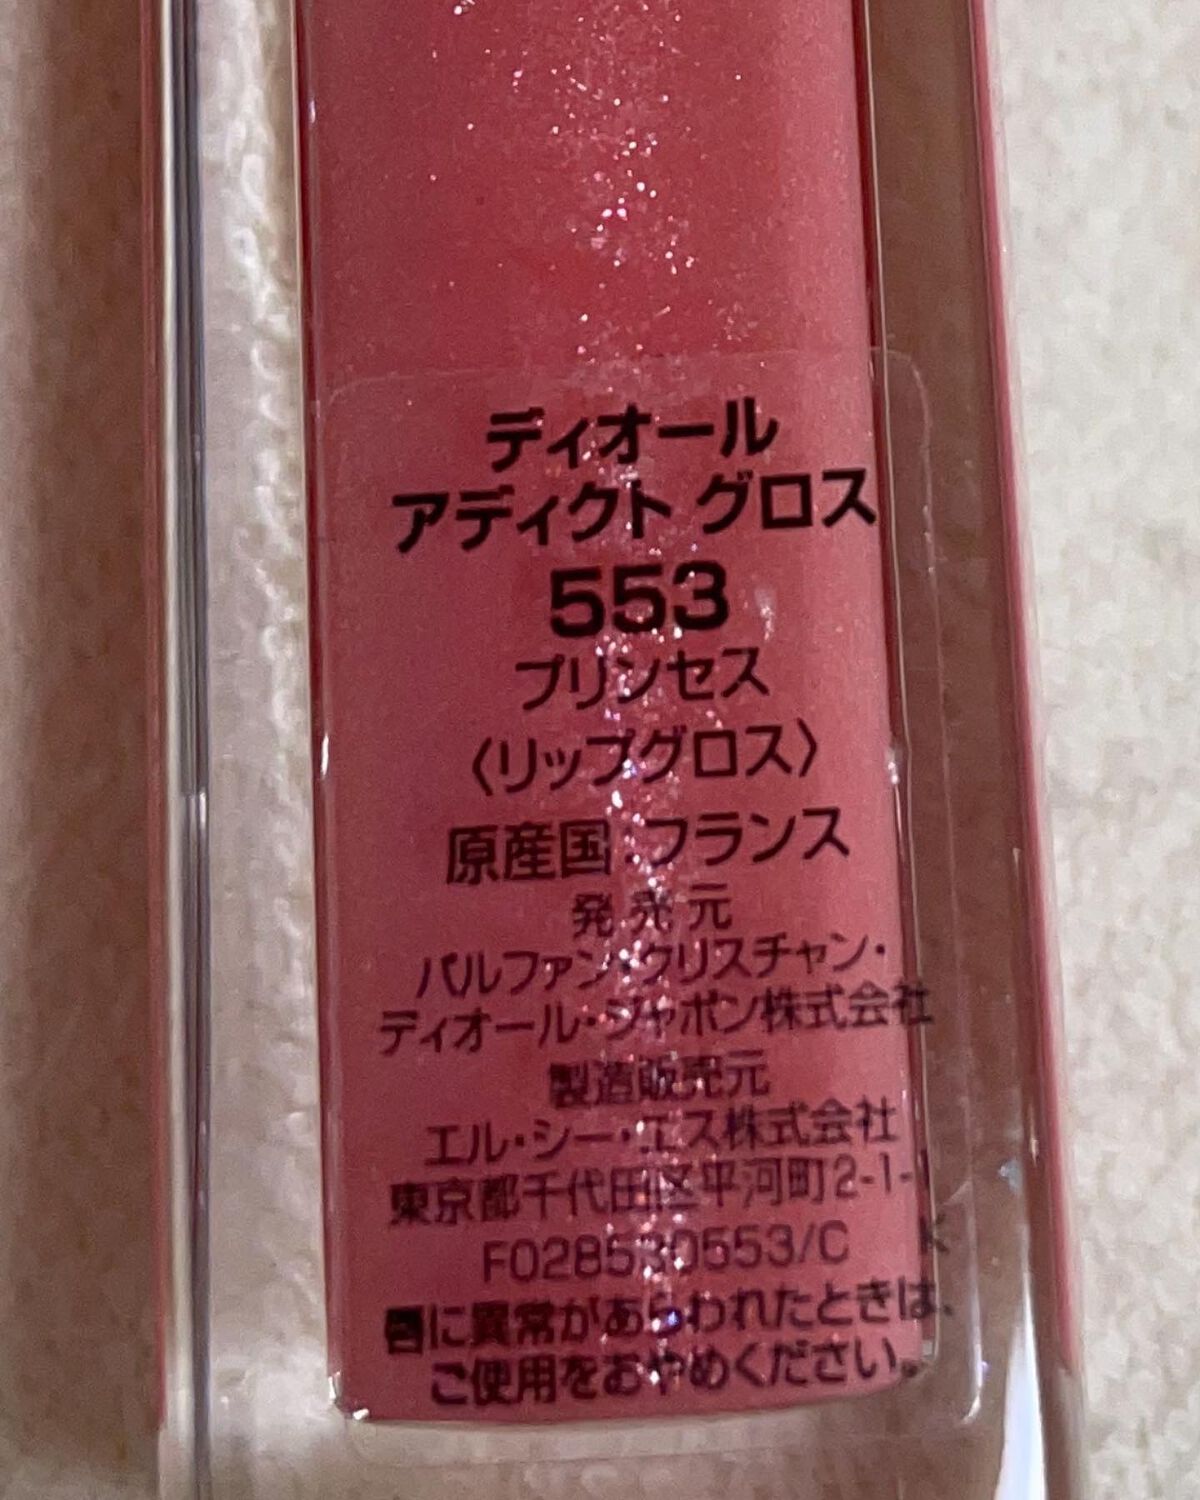 ディオール
アディクト グロス
553
プリンセス
〈リップグロス〉
原産国:フランス
発売元
パルファン・クリスチャン・
ディオール・ジャポン株式会社
製造販売元
エル・シー・エス株式会社
東京都千代田区平河町2-1-1
F028530553/C K
唇に異常があらわれたときは、
ご使用をおやめください。